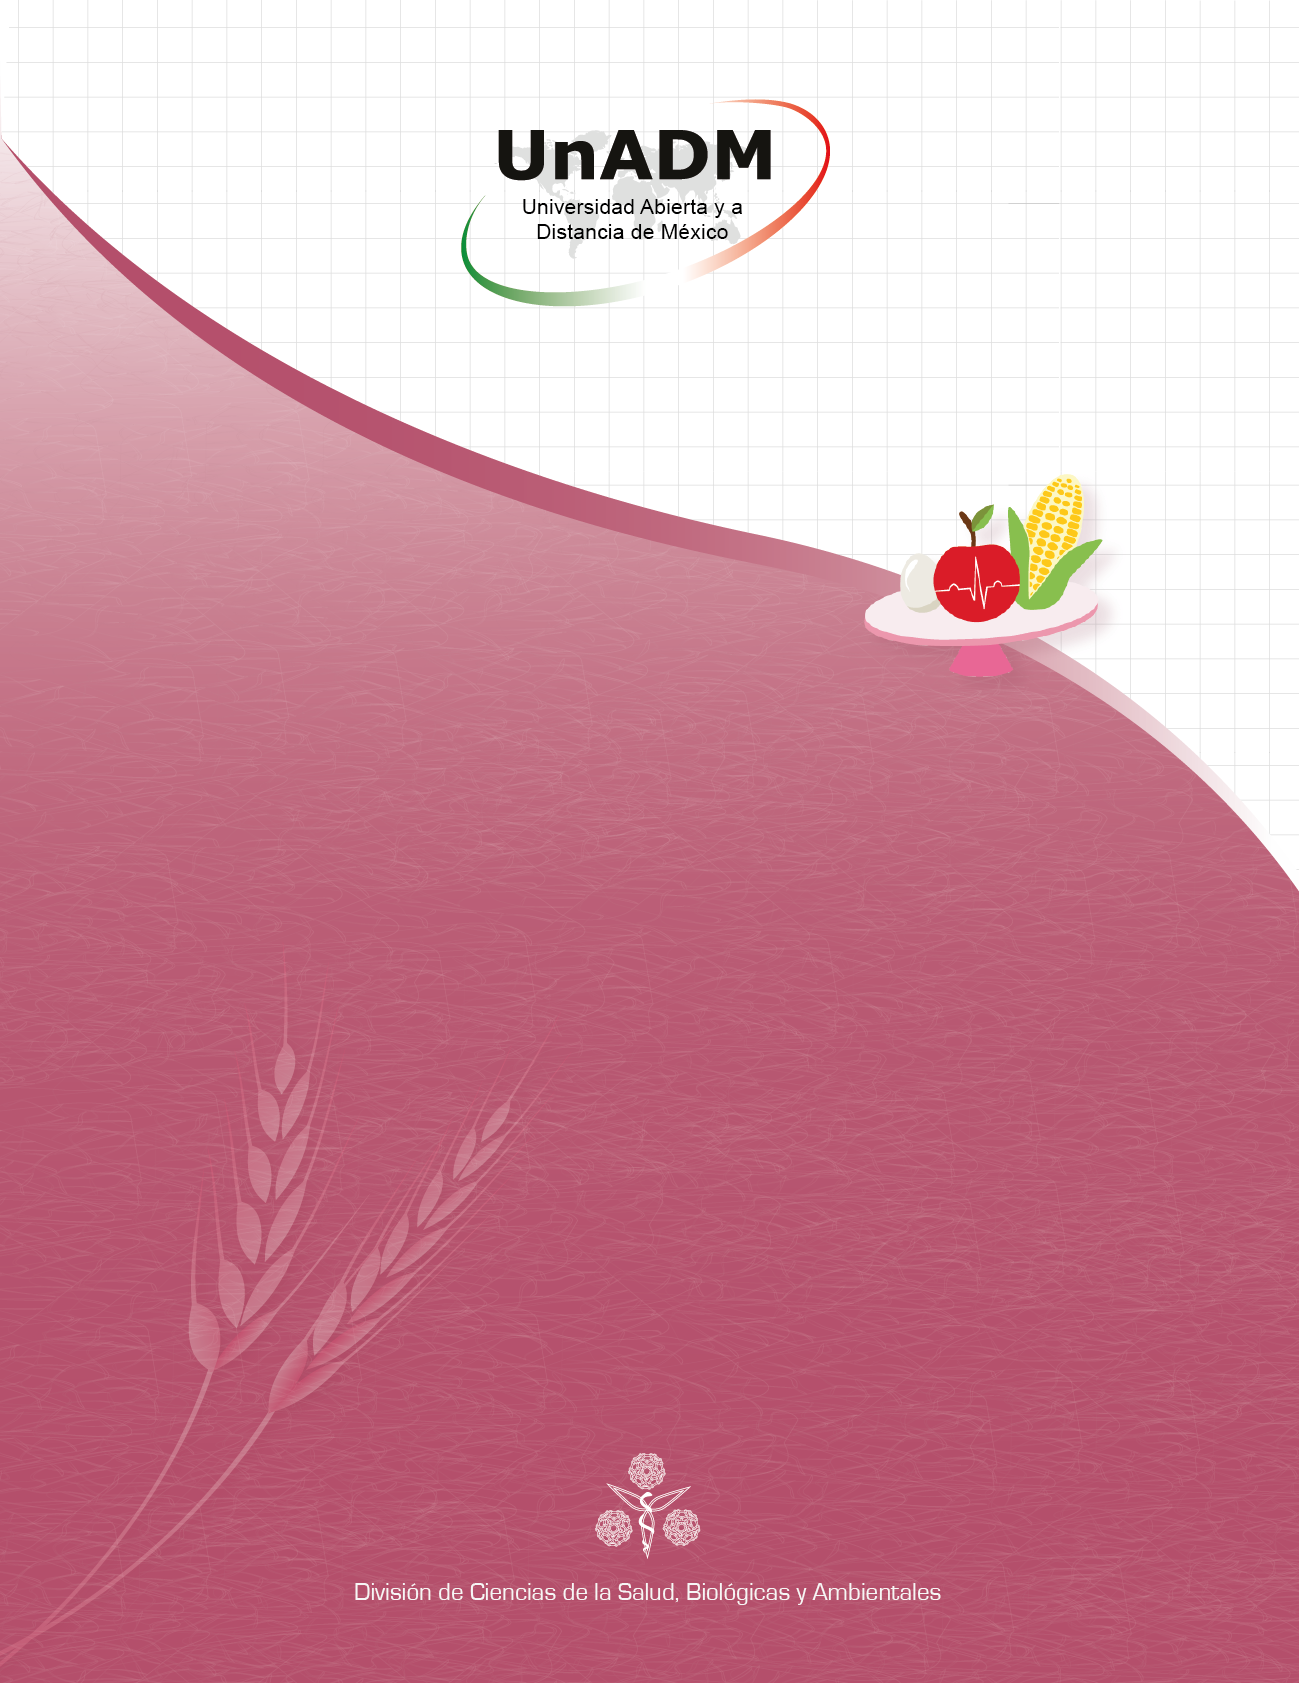 UnADM
Universidad Abierta y a
Distancia de México
División de Ciencias de la Salud, Biológicas y Ambientales